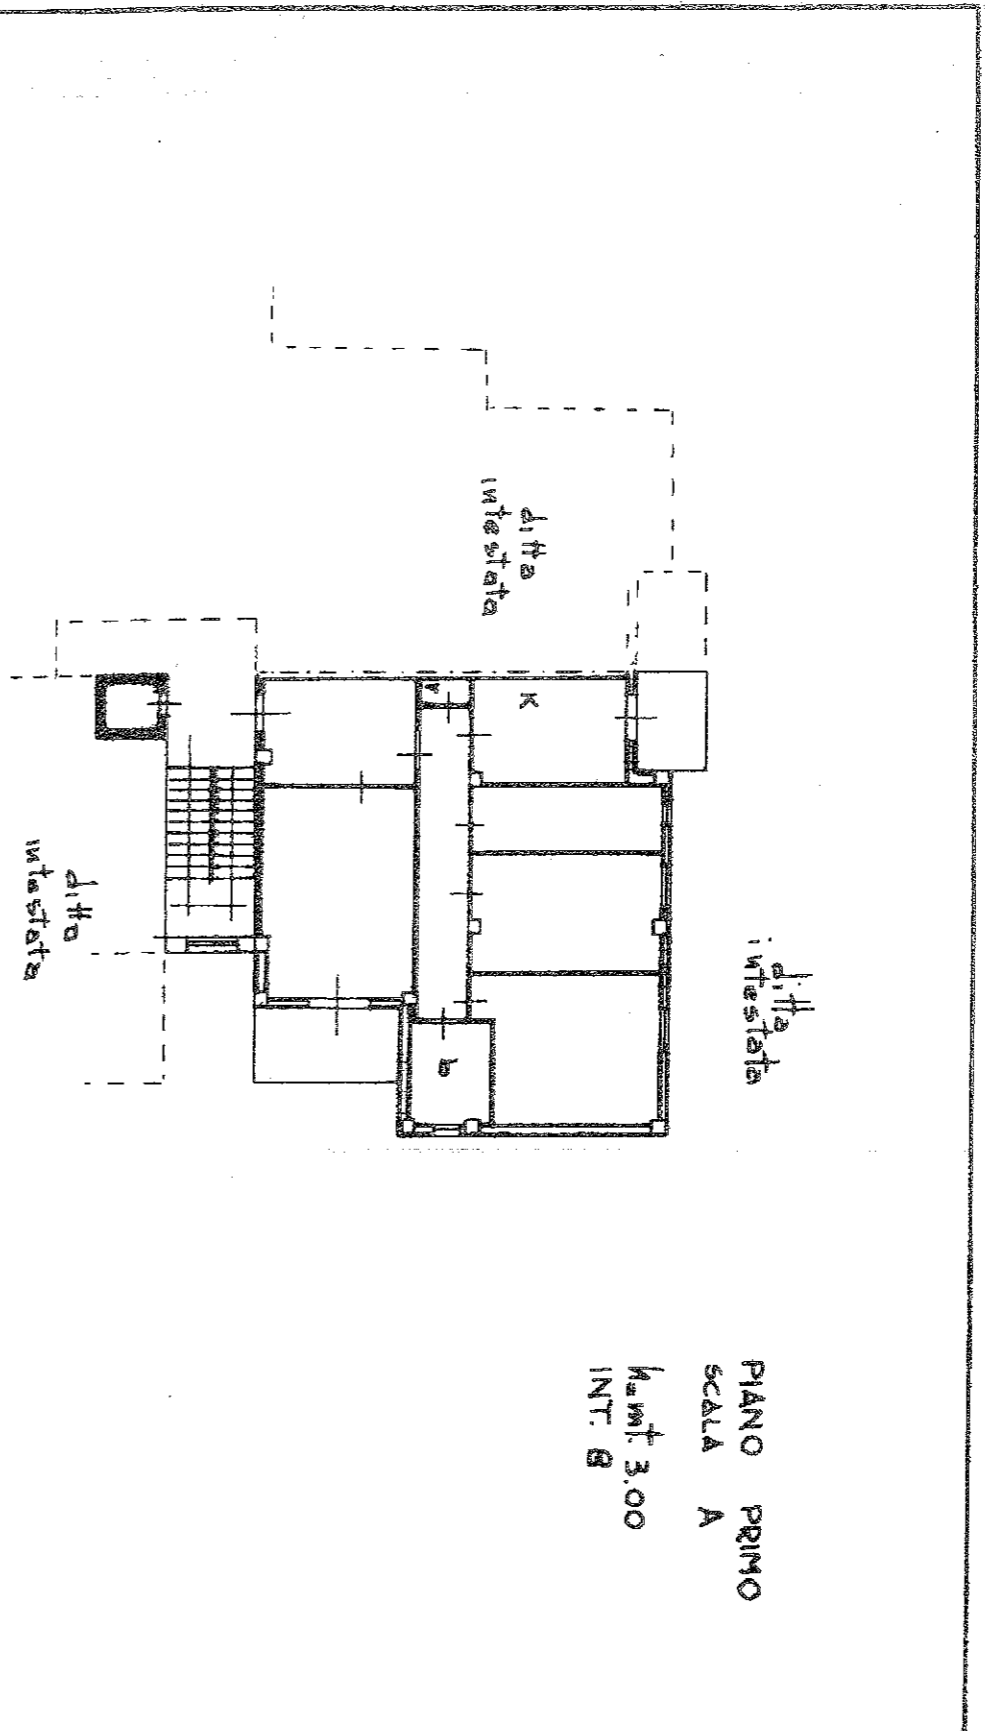 ditta
intestata
ditta
intestata
ditta
intestata
K
r
b
PIANO PRIMO
SCALA A
h=mt. 3,00
INT. 8